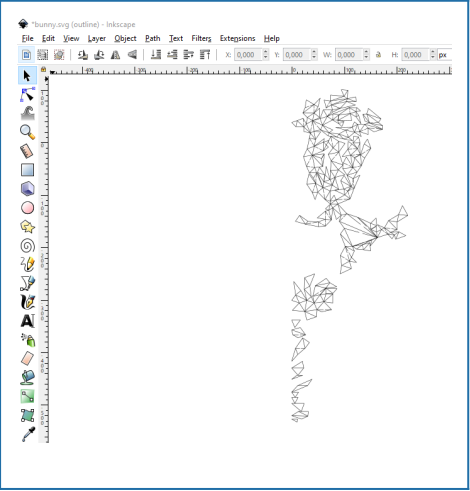 *bunny.svg (outline) - Inkscape
File Edit View Layer Object Path Text Filters Extensions Help
X: 0,000 Y: 0,000 W: 0,000 H: 0,000 px